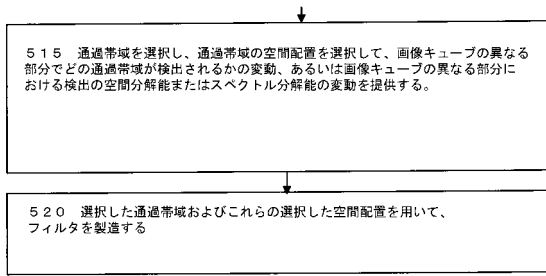 ５１５　通過帯域を選択し、通過帯域の空間配置を選択して、画像キューブの異なる
部分でどの通過帯域が検出されるかの変動、あるいは画像キューブの異なる部分に
おける検出の空間分解能またはスペクトル分解能の変動を提供する。
５２０　選択した通過帯域およびこれらの選択した空間配置を用いて、
フィルタを製造する